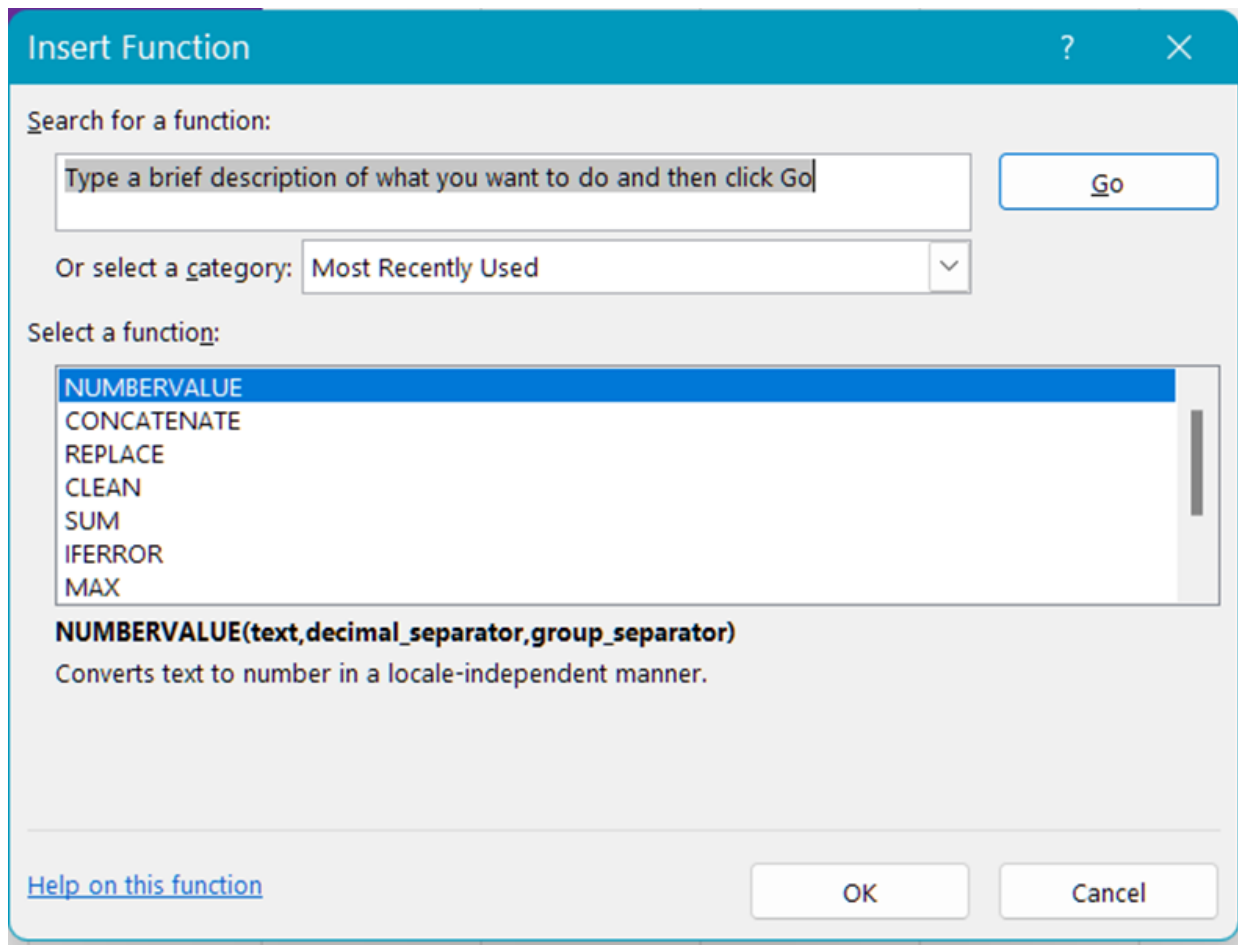 Insert Function ?
Search for a function:
Type a brief description of what you want to do and then click Go
Go
Or select a category: Most Recently Used
Select a function:
NUMBERVALUE
CONCATENATE
REPLACE
CLEAN
SUM
IFERROR
MAX
NUMBERVALUE(text,decimal_separator,group_separator)
Converts text to number in a locale-independent manner.
Help on this function OK Cancel